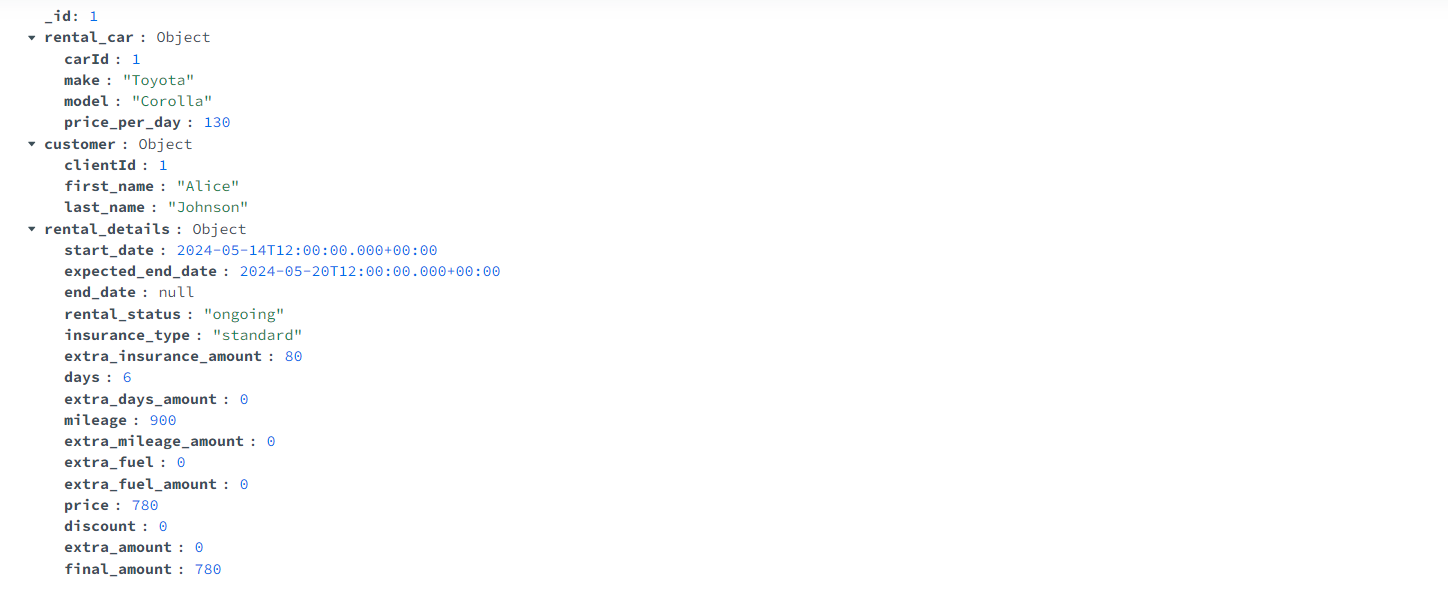 _id: 1
rental_car : Object
carId : 1
make : "Toyota"
model : "Corolla"
price_per_day : 130
customer : Object
clientId : 1
first_name : "Alice"
last_name : "Johnson"
rental_details : Object
start_date : 2024-05-14T12:00:00.000+00:00
expected_end_date : 2024-05-20T12:00:00.000+00:00
end_date : null
rental_status : "ongoing"
insurance_type : "standard"
extra_insurance_amount : 80
days : 6
extra_days_amount : 0
mileage : 900
extra_mileage_amount : 0
extra_fuel : 0
extra_fuel_amount : 0
price : 780
discount : 0
extra_amount : 0
final_amount : 780